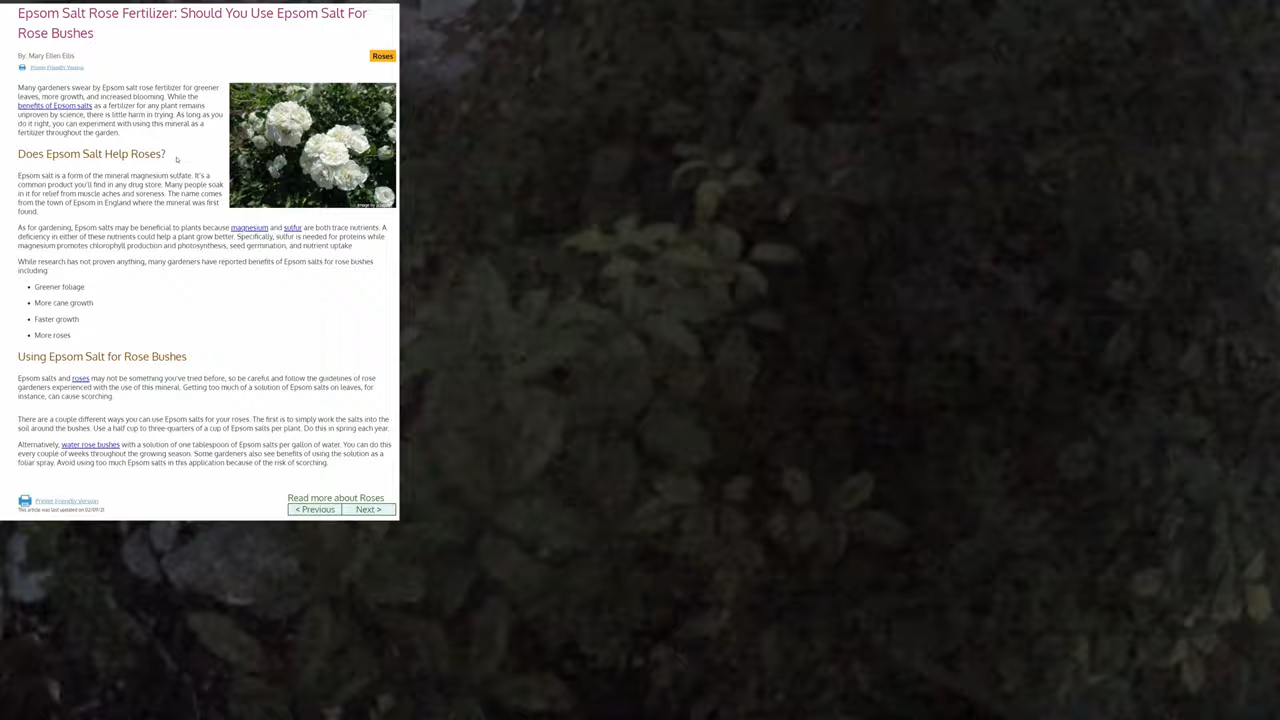 Epsom Salt Rose Fertilizer: Should You Use Epsom Salt For
Rose Bushes
By: Mary Ellen Ellis
Roses
Printer Friendly Version
Many gardeners swear by Epsom salt rose fertilizer for greener
leaves, more growth, and increased blooming. While the
benefits of Epsom salts as a fertilizer for any plant remains
unproven by science, there is little harm in trying. As long as you
do it right, you can experiment with using this mineral as a
fertilizer throughout the garden.
Does Epsom Salt Help Roses?
Epsom salt is a form of the mineral magnesium sulfate. It's a
common product you'll find in any drug store. Many people soak
in it for relief from muscle aches and soreness. The name comes
from the town of Epsom in England where the mineral was first
found.
As for gardening, Epsom salts may be beneficial to plants because magnesium and sulfur are both trace nutrients. A
deficiency in either of these nutrients could help a plant grow better. Specifically, sulfur is needed for proteins while
magnesium promotes chlorophyll production and photosynthesis, seed germination, and nutrient uptake
While research has not proven anything, many gardeners have reported benefits of Epsom salts for rose bushes
including:
• Greener foliage
• More cane growth
• Faster growth
• More roses
Using Epsom Salt for Rose Bushes
Epsom salts and roses may not be something you've tried before, so be careful and follow the guidelines of rose
gardeners experienced with the use of this mineral. Getting too much of a solution of Epsom salts on leaves, for
instance, can cause scorching.
There are a couple different ways you can use Epsom salts for your roses. The first is to simply work the salts into the
soil around the bushes. Use a half cup to three-quarters of a cup of Epsom salts per plant. Do this in spring each year.
Alternatively, water rose bushes with a solution of one tablespoon of Epsom salts per gallon of water. You can do this
every couple of weeks throughout the growing season. Some gardeners also see benefits of using the solution as a
foliar spray. Avoid using too much Epsom salts in this application because of the risk of scorching.
Printer Friendly Version
This article was last updated on 02/09/21
Read more about Roses
< Previous
Next >